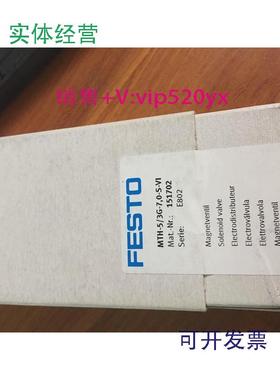 实体经营
销售+V:vip520yx
FESTO
MTH-5/3G-7,0-S-VI
Mat.-Nr.: 151702
Serie: E802
Magnetventil
Solenoid valve
Electrodistributeur
Electroválvula
Elettrovalvola
Magnetventil
可开发票